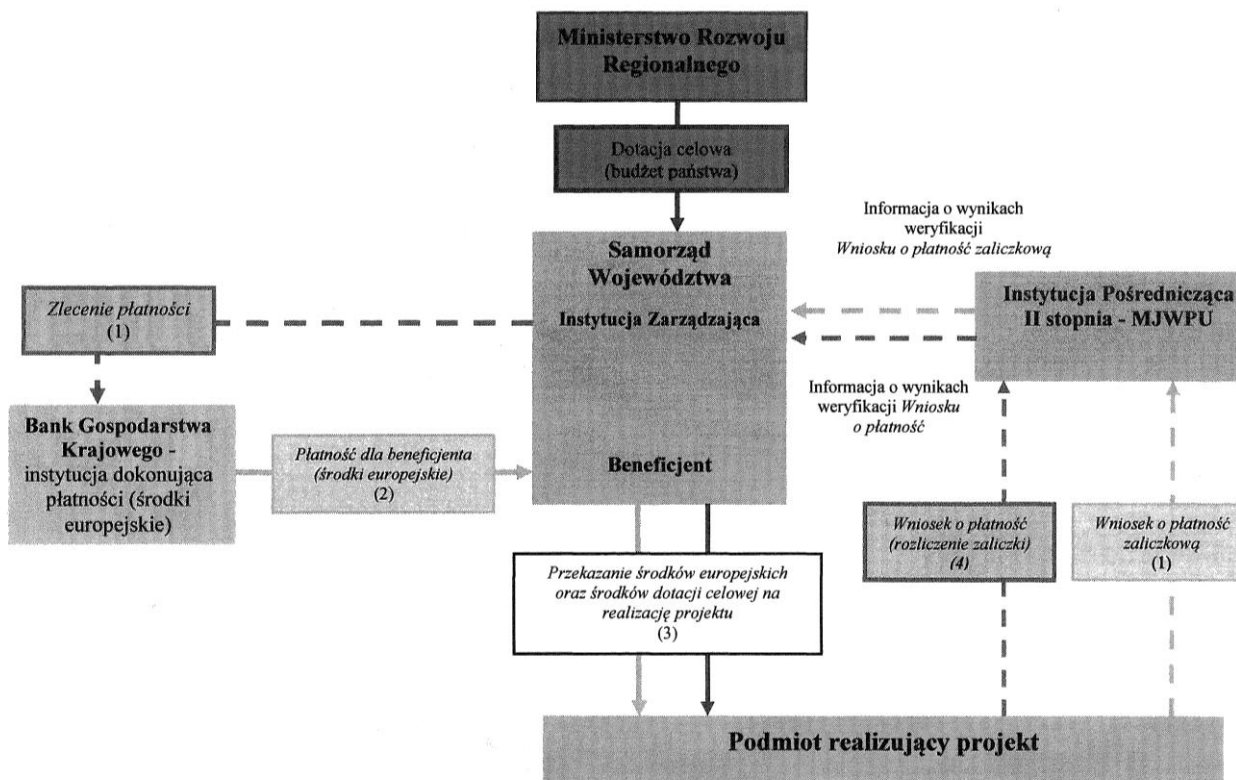 Ministerstwo Rozwoju
Regionalnego
Dotacja celowa
(budżet państwa)
Informacja o wynikach
weryfikacji
Wniosku o płatność zaliczkową
Samorząd
Województwa
Instytucja Zarządzająca
Beneficjent
Zlecenie płatności
(1)
Instytucja Pośrednicząca
II stopnia - MJWPU
Informacja o wynikach
weryfikacji Wniosku
o płatność
Bank Gospodarstwa
Krajowego -
instytucja dokonująca
płatności (środki
europejskie)
Płatność dla beneficjenta
(środki europejskie)
(2)
Wniosek o płatność
(rozliczenie zaliczki)
(4)
Wniosek o płatność
zaliczkową
(1)
Przekazanie środków europejskich
oraz środków dotacji celowej na
realizację projektu
(3)
Podmiot realizujący projekt